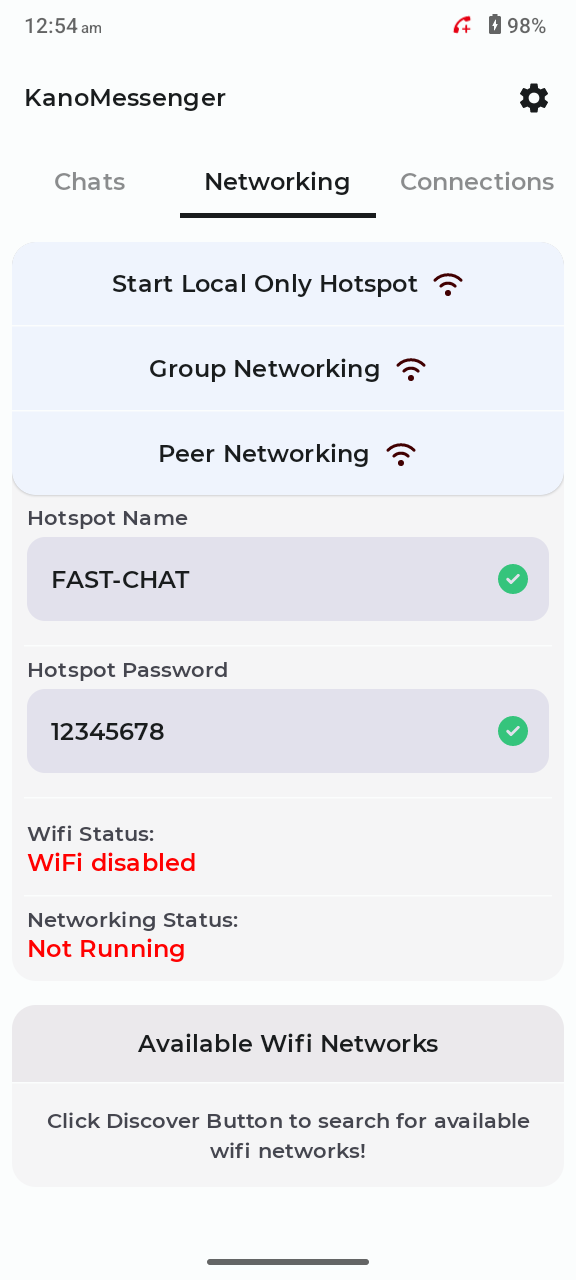 12:54 am
98%
KanoMessenger
Chats
Networking
Connections
Start Local Only Hotspot
Group Networking
Peer Networking
Hotspot Name
FAST-CHAT
Hotspot Password
12345678
Wifi Status:
WiFi disabled
Networking Status:
Not Running
Available Wifi Networks
Click Discover Button to search for available
wifi networks!